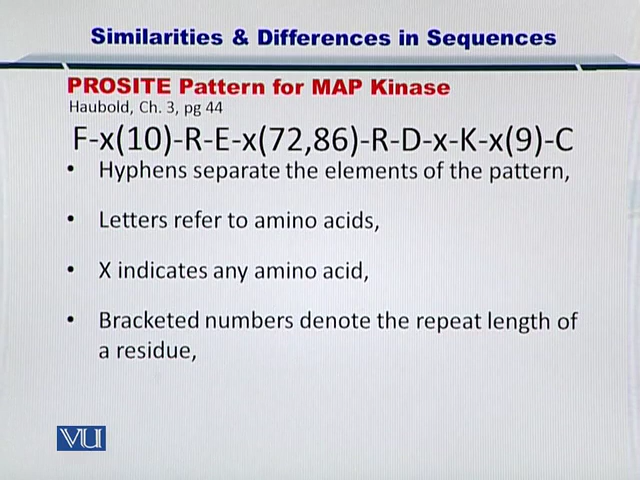 Similarities & Differences in Sequences
PROSITE Pattern for MAP Kinase
Haubold, Ch. 3, pg 44
F-x(10)-R-E-x(72,86)-R-D-x-K-x(9)-C
• Hyphens separate the elements of the pattern,
• Letters refer to amino acids,
• X indicates any amino acid,
• Bracketed numbers denote the repeat length of
a residue,
VU